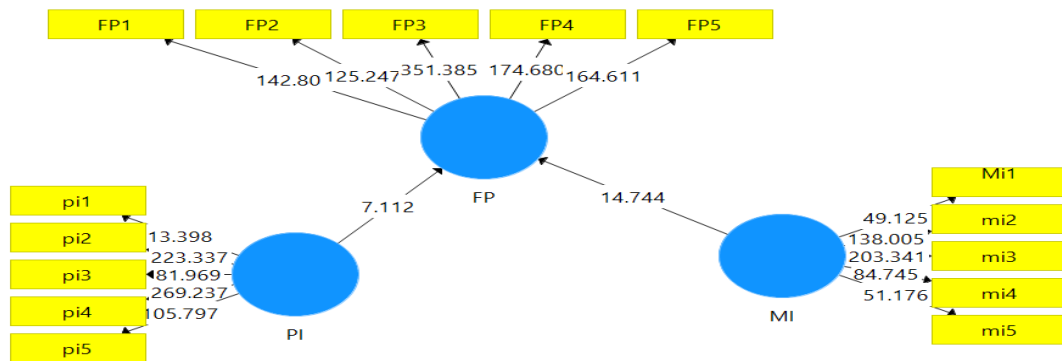 FP1 FP2 FP3 FP4 FP5
142.80 125.247 351.385 174.680 164.611
FP
7.112 14.744
pi1
pi2
pi3
pi4
pi5
13.398
223.337
81.969
269.237
105.797
PI
Mi1
mi2
mi3
mi4
mi5
49.125
138.005
203.341
84.745
51.176
MI